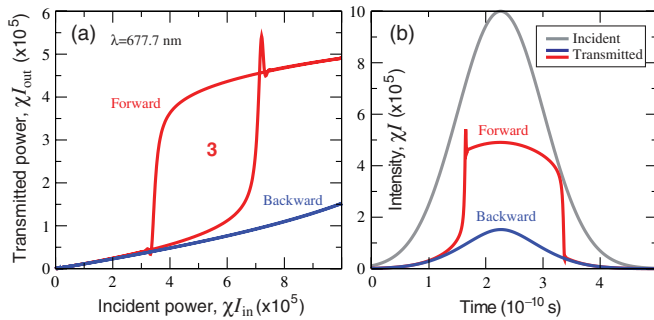 (a)
λ=677.7 nm
Forward
3
Backward
Transmitted power, χI_out (x10^5)
0 1 2 3 4 5 6
0 2 4 6 8
Incident power, χI_in (x10^5)
(b)
Incident
Transmitted
Forward
Backward
Intensity, χI (x10^5)
0 2 4 6 8 10
0 1 2 3 4
Time (10^−10 s)